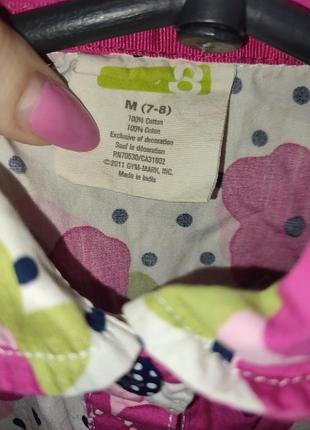 8
M (7-8)
100% Cotton
100% Coton
Exclusive of decoration
Sauf la décoration
RN70530/CA31602
©2011 GYM-MARK, INC.
Made in India